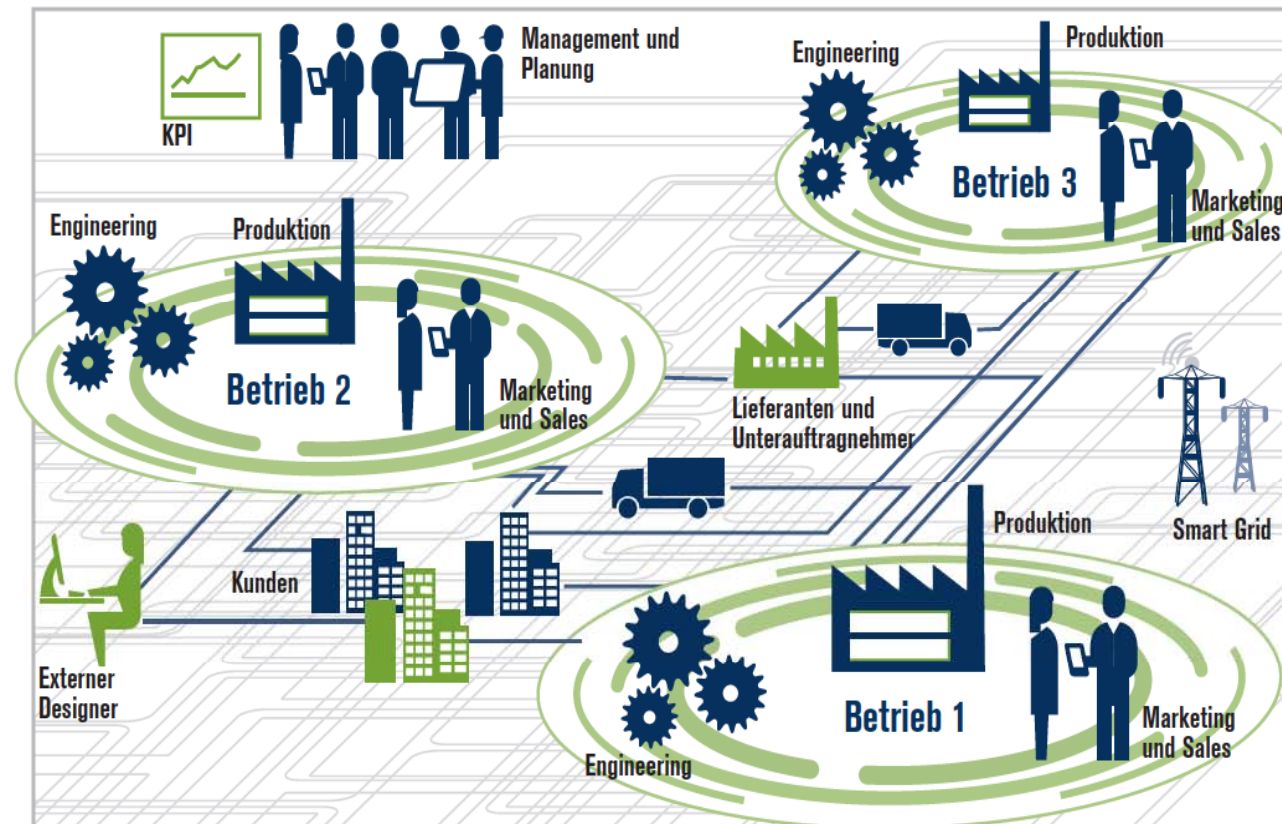 Management und
Planung
KPI
Engineering
Produktion
Betrieb 3
Marketing
und Sales
Engineering
Produktion
Betrieb 2
Marketing
und Sales
Lieferanten und
Unterauftragnehmer
Smart Grid
Kunden
Externer
Designer
Produktion
Betrieb 1
Engineering
Marketing
und Sales